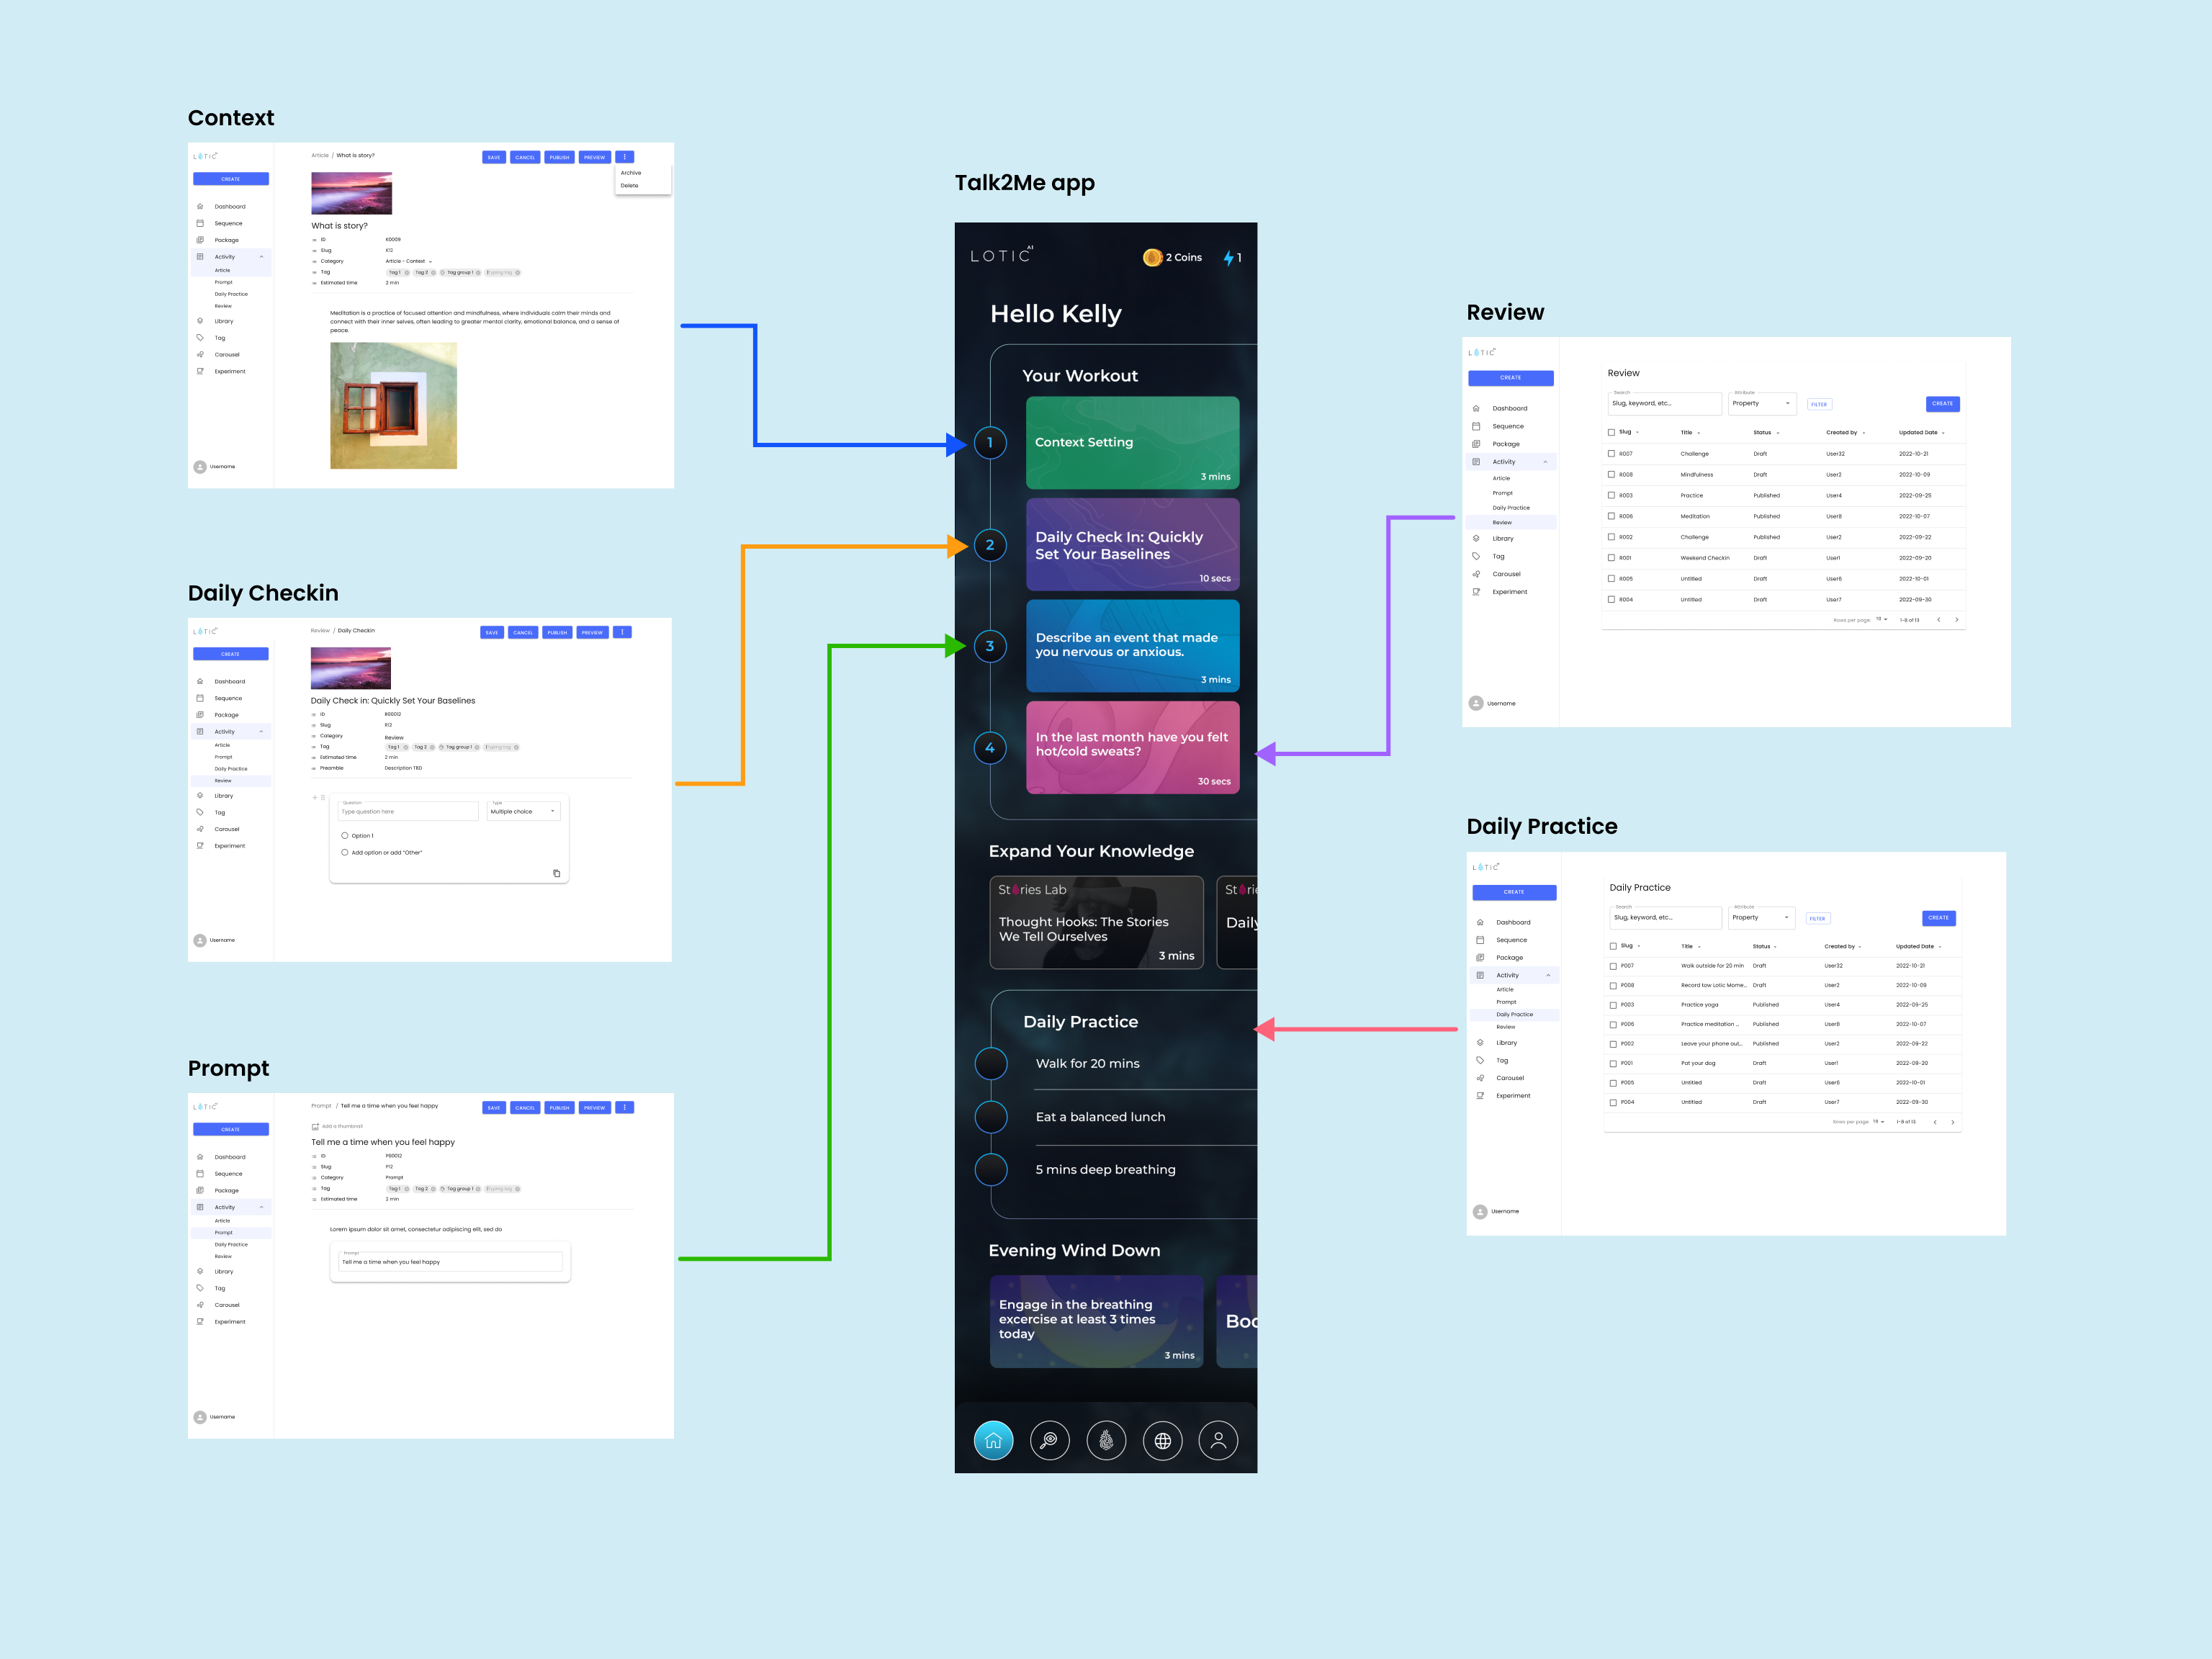 Context
LOTIC
CREATE
Dashboard
Sequence
Package
Activity
Article
Prompt
Daily Practice
Review
Library
Tag
Carousel
Experiment
Username
Article / What is story?
SAVE
CANCEL
PUBLISH
PREVIEW
Archive
Delete
What is story?
ID K0009
Slug K12
Category Article - Context
Tag Tag 1 Tag 2 Tag group 1 Typing tag
Estimated time 2 min
Meditation is a practice of focused attention and mindfulness, where individuals calm their minds and
connect with their inner selves, often leading to greater mental clarity, emotional balance, and a sense of
peace.
Daily Checkin
LOTIC
CREATE
Dashboard
Sequence
Package
Activity
Article
Prompt
Daily Practice
Review
Library
Tag
Carousel
Experiment
Username
Review / Daily Checkin
SAVE
CANCEL
PUBLISH
PREVIEW
Daily Check in: Quickly Set Your Baselines
ID R00012
Slug R12
Category Review
Tag Tag 1 Tag 2 Tag group 1 Typing tag
Estimated time 2 min
Preamble Description TBD
Question
Type question here
Type
Multiple choice
Option 1
Add option or add "Other"
Prompt
LOTIC
CREATE
Dashboard
Sequence
Package
Activity
Article
Prompt
Daily Practice
Review
Library
Tag
Carousel
Experiment
Username
Prompt / Tell me a time when you feel happy
SAVE
CANCEL
PUBLISH
PREVIEW
Add a thumbnail
Tell me a time when you feel happy
ID P00012
Slug P12
Category Prompt
Tag Tag 1 Tag 2 Tag group 1 Typing tag
Estimated time 2 min
Lorem ipsum dolor sit amet, consectetur adipiscing elit, sed do
Prompt
Tell me a time when you feel happy
Talk2Me app
LOTIC AI
2 Coins
1
Hello Kelly
Your Workout
1
Context Setting
3 mins
2
Daily Check In: Quickly
Set Your Baselines
10 secs
3
Describe an event that made
you nervous or anxious.
3 mins
4
In the last month have you felt
hot/cold sweats?
30 secs
Expand Your Knowledge
Stories Lab
Thought Hooks: The Stories
We Tell Ourselves
3 mins
Storie
Daily
Daily Practice
Walk for 20 mins
Eat a balanced lunch
5 mins deep breathing
Evening Wind Down
Engage in the breathing
excercise at least 3 times
today
3 mins
Boo
Review
LOTIC
CREATE
Dashboard
Sequence
Package
Activity
Article
Prompt
Daily Practice
Review
Library
Tag
Carousel
Experiment
Username
Review
Search
Slug, keyword, etc...
Attribute
Property
FILTER
CREATE
Slug Title Status Created by Updated Date
R007 Challenge Draft User32 2022-10-21
R008 Mindfulness Draft User2 2022-10-09
R003 Practice Published User4 2022-09-25
R006 Meditation Published User8 2022-10-07
R002 Challenge Published User2 2022-09-22
R001 Weekend Checkin Draft User1 2022-09-20
R005 Untitled Draft User6 2022-10-01
R004 Untitled Draft User7 2022-09-30
Rows per page: 10 1-8 of 13
Daily Practice
LOTIC
CREATE
Dashboard
Sequence
Package
Activity
Article
Prompt
Daily Practice
Review
Library
Tag
Carousel
Experiment
Username
Daily Practice
Search
Slug, keyword, etc...
Attribute
Property
FILTER
CREATE
Slug Title Status Created by Updated Date
P007 Walk outside for 20 min Draft User32 2022-10-21
P008 Record tow Lotic Mome... Draft User2 2022-10-09
P003 Practice yoga Published User4 2022-09-25
P006 Practice meditation ... Published User8 2022-10-07
P002 Leave your phone out... Published User2 2022-09-22
P001 Pat your dog Draft User1 2022-09-20
P005 Untitled Draft User6 2022-10-01
P004 Untitled Draft User7 2022-09-30
Rows per page: 10 1-8 of 13